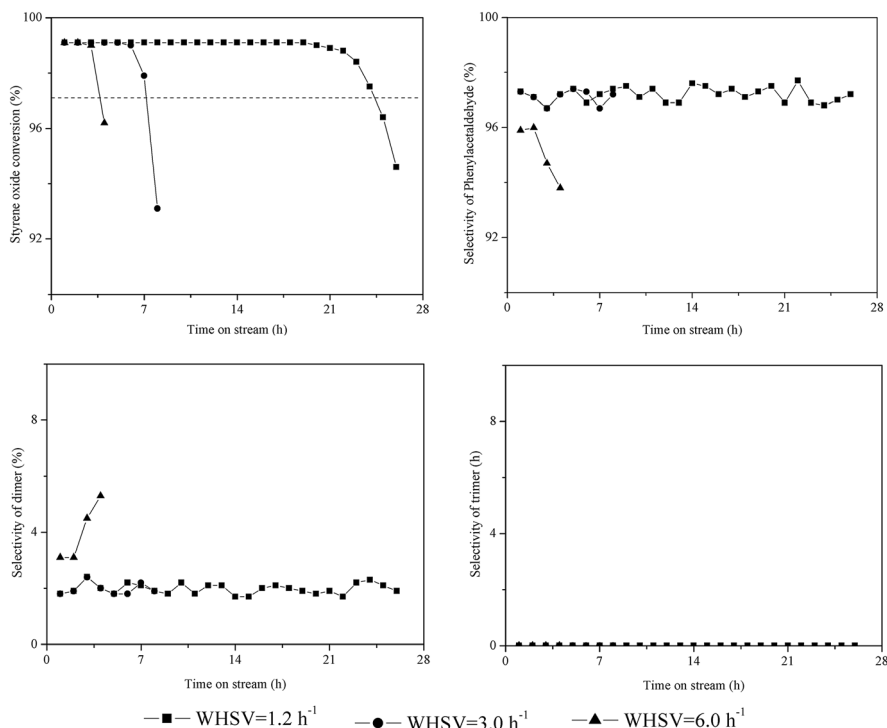 100
96
92
Styrene oxide conversion (%)
0 7 14 21 28
Time on stream (h)
100
96
92
Selectivity of Phenylacetaldehyde (%)
0 7 14 21 28
Time on stream (h)
8
4
0
Selectivity of dimer (%)
0 7 14 21 28
Time on stream (h)
8
4
0
Selectivity of trimer (h)
0 7 14 21 28
Time on stream (h)
WHSV=1.2 h⁻¹ WHSV=3.0 h⁻¹ WHSV=6.0 h⁻¹